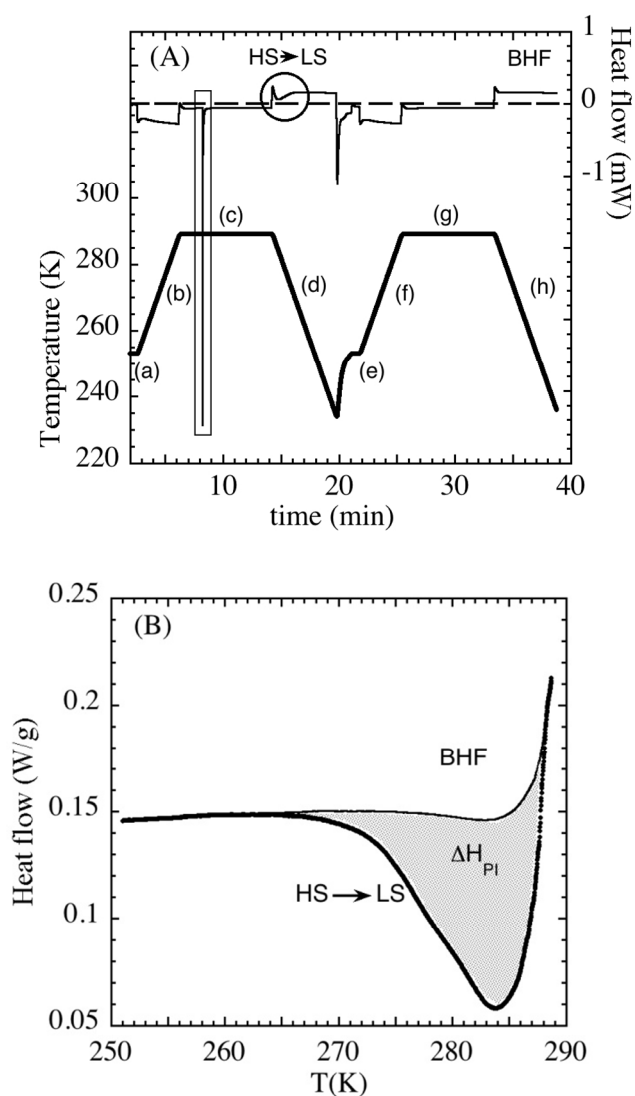 (A)
HS→LS
BHF
1
0
-1
Heat flow (mW)
300
280
260
240
220
Temperature (K)
(a)
(b)
(c)
(d)
(e)
(f)
(g)
(h)
10
20
30
40
time (min)
(B)
0.25
0.2
0.15
0.1
0.05
Heat flow (W/g)
BHF
ΔH_PI
HS → LS
250
260
270
280
290
T(K)